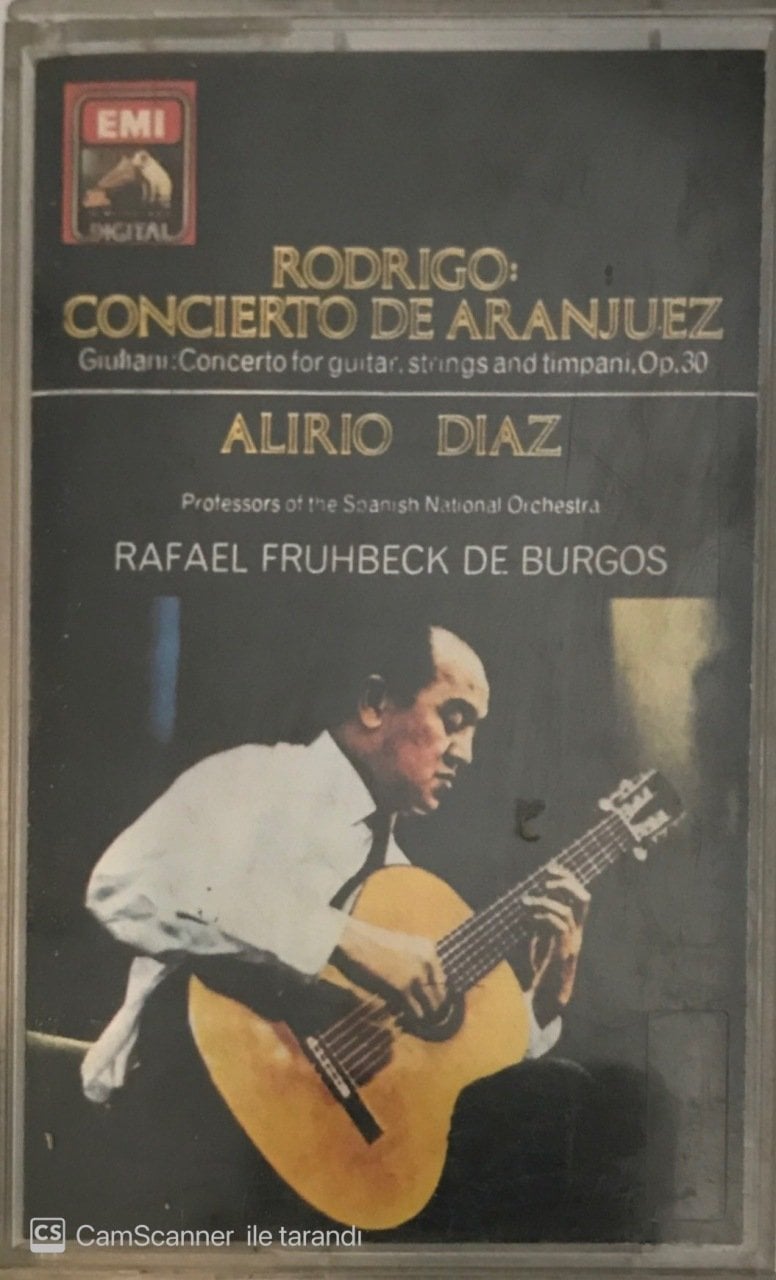 EMI
DIGITAL
RODRIGO:
CONCIERTO DE ARANJUEZ
Giuliani:Concerto for guitar, strings and timpani,Op.30
ALIRIO DIAZ
Professors of the Spanish National Orchestra
RAFAEL FRUHBECK DE BURGOS
CS CamScanner ile tarandı